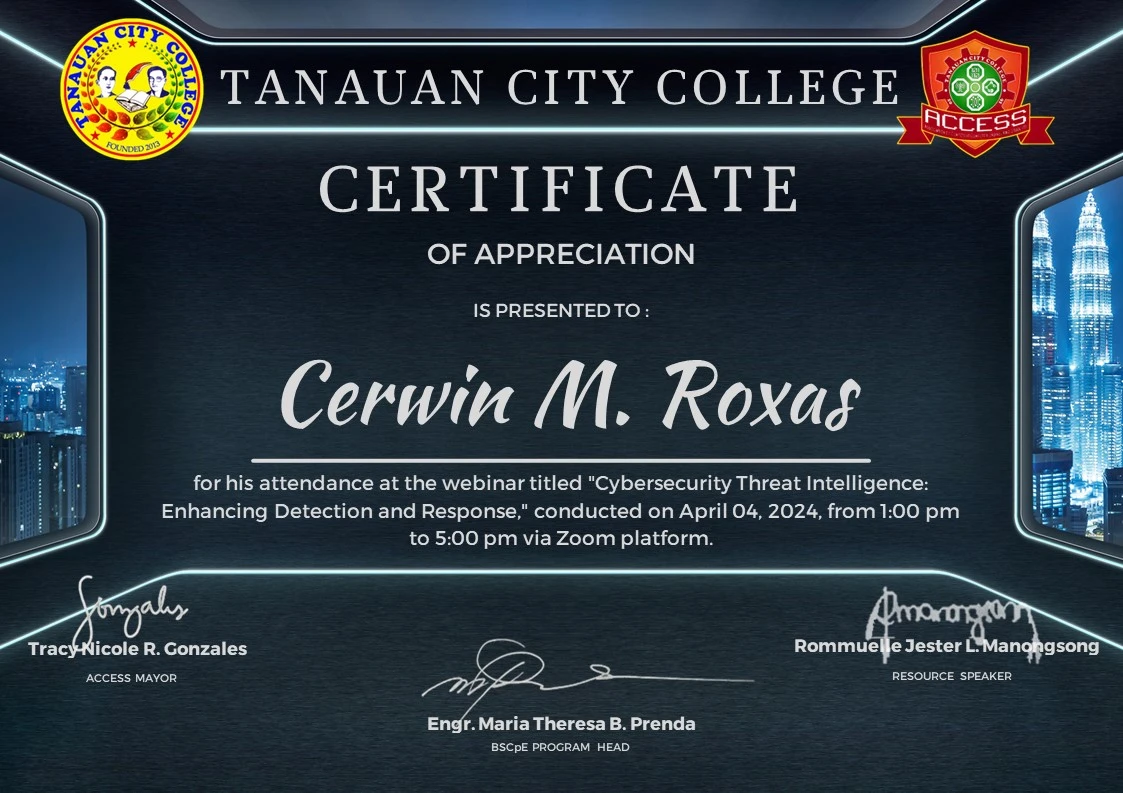 TANAUAN CITY COLLEGE
TANAUAN CITY COLLEGE
FOUNDED 2013
TANAUAN CITY COLLEGE
ACCESS
CERTIFICATE
OF APPRECIATION
IS PRESENTED TO :
Cerwin M. Roxas
for his attendance at the webinar titled "Cybersecurity Threat Intelligence:
Enhancing Detection and Response," conducted on April 04, 2024, from 1:00 pm
to 5:00 pm via Zoom platform.
Gonzales
Tracy Nicole R. Gonzales
ACCESS MAYOR
Rommuelle Jester L. Manongsong
RESOURCE SPEAKER
Engr. Maria Theresa B. Prenda
BSCpE PROGRAM HEAD